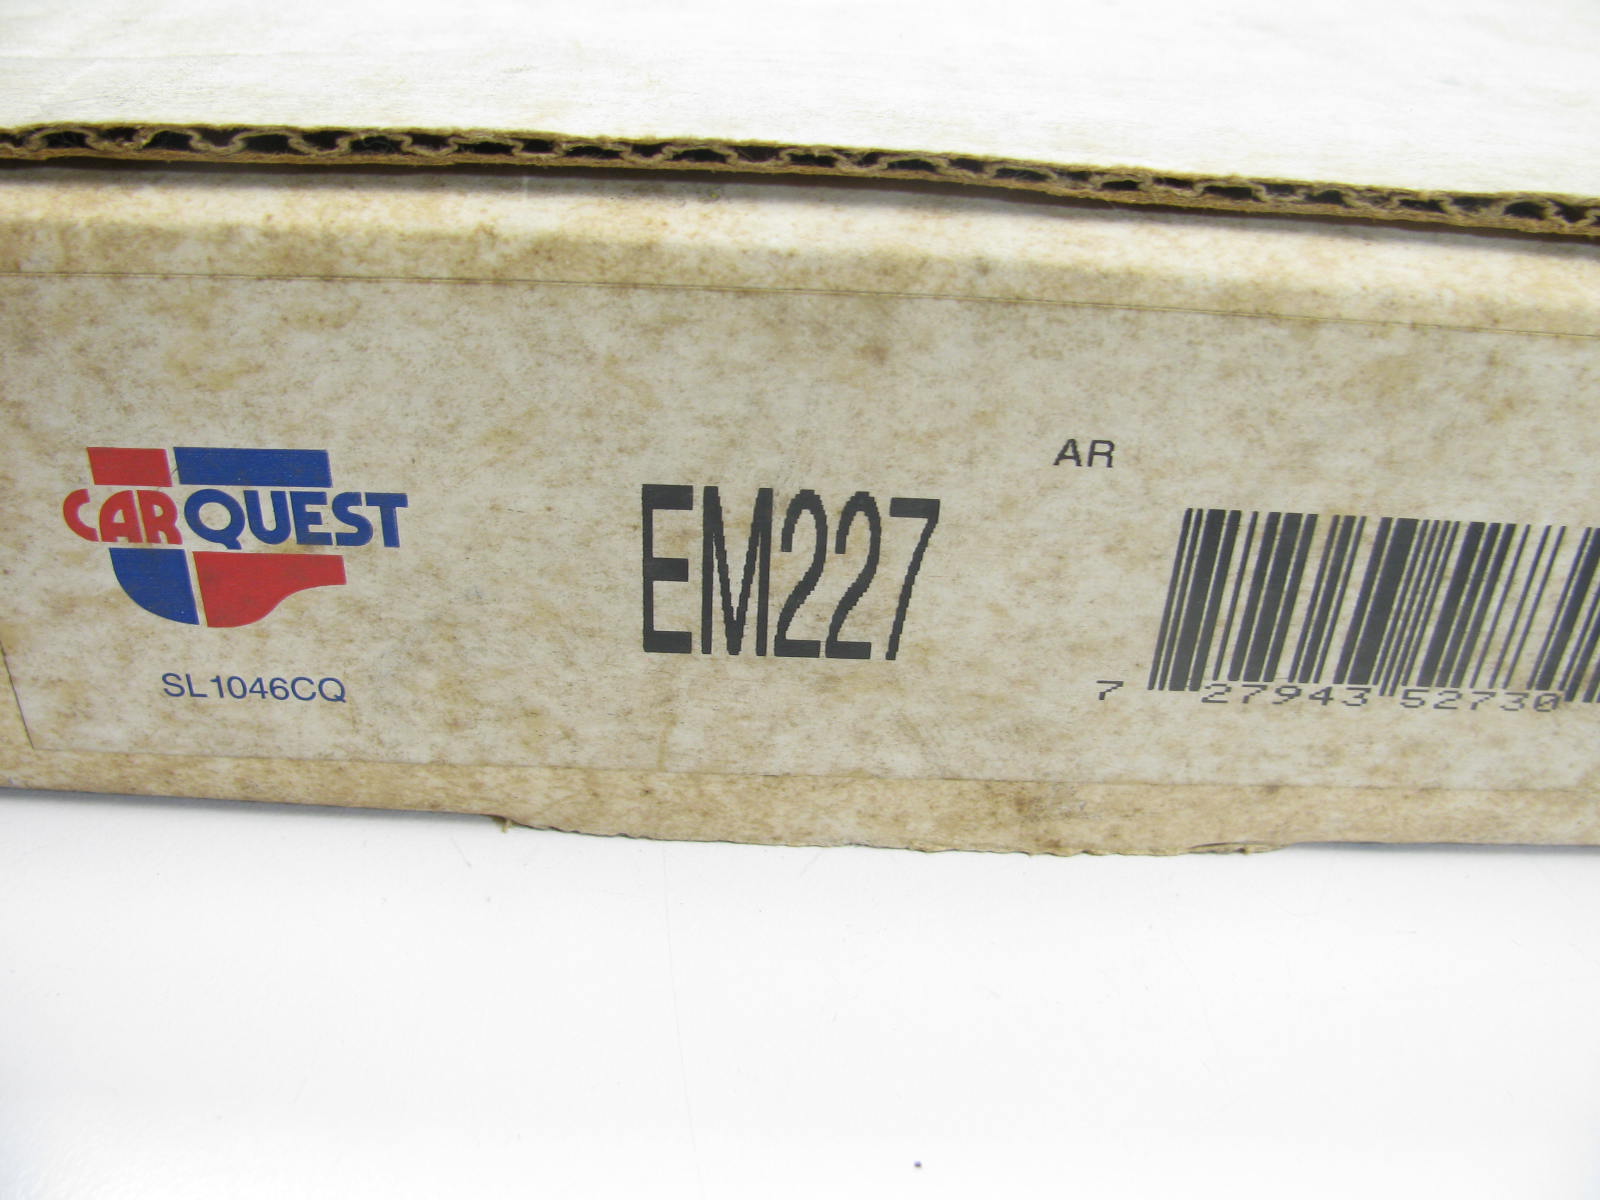 CARQUEST
SL1046CQ
EM227
AR
7 27943 52730